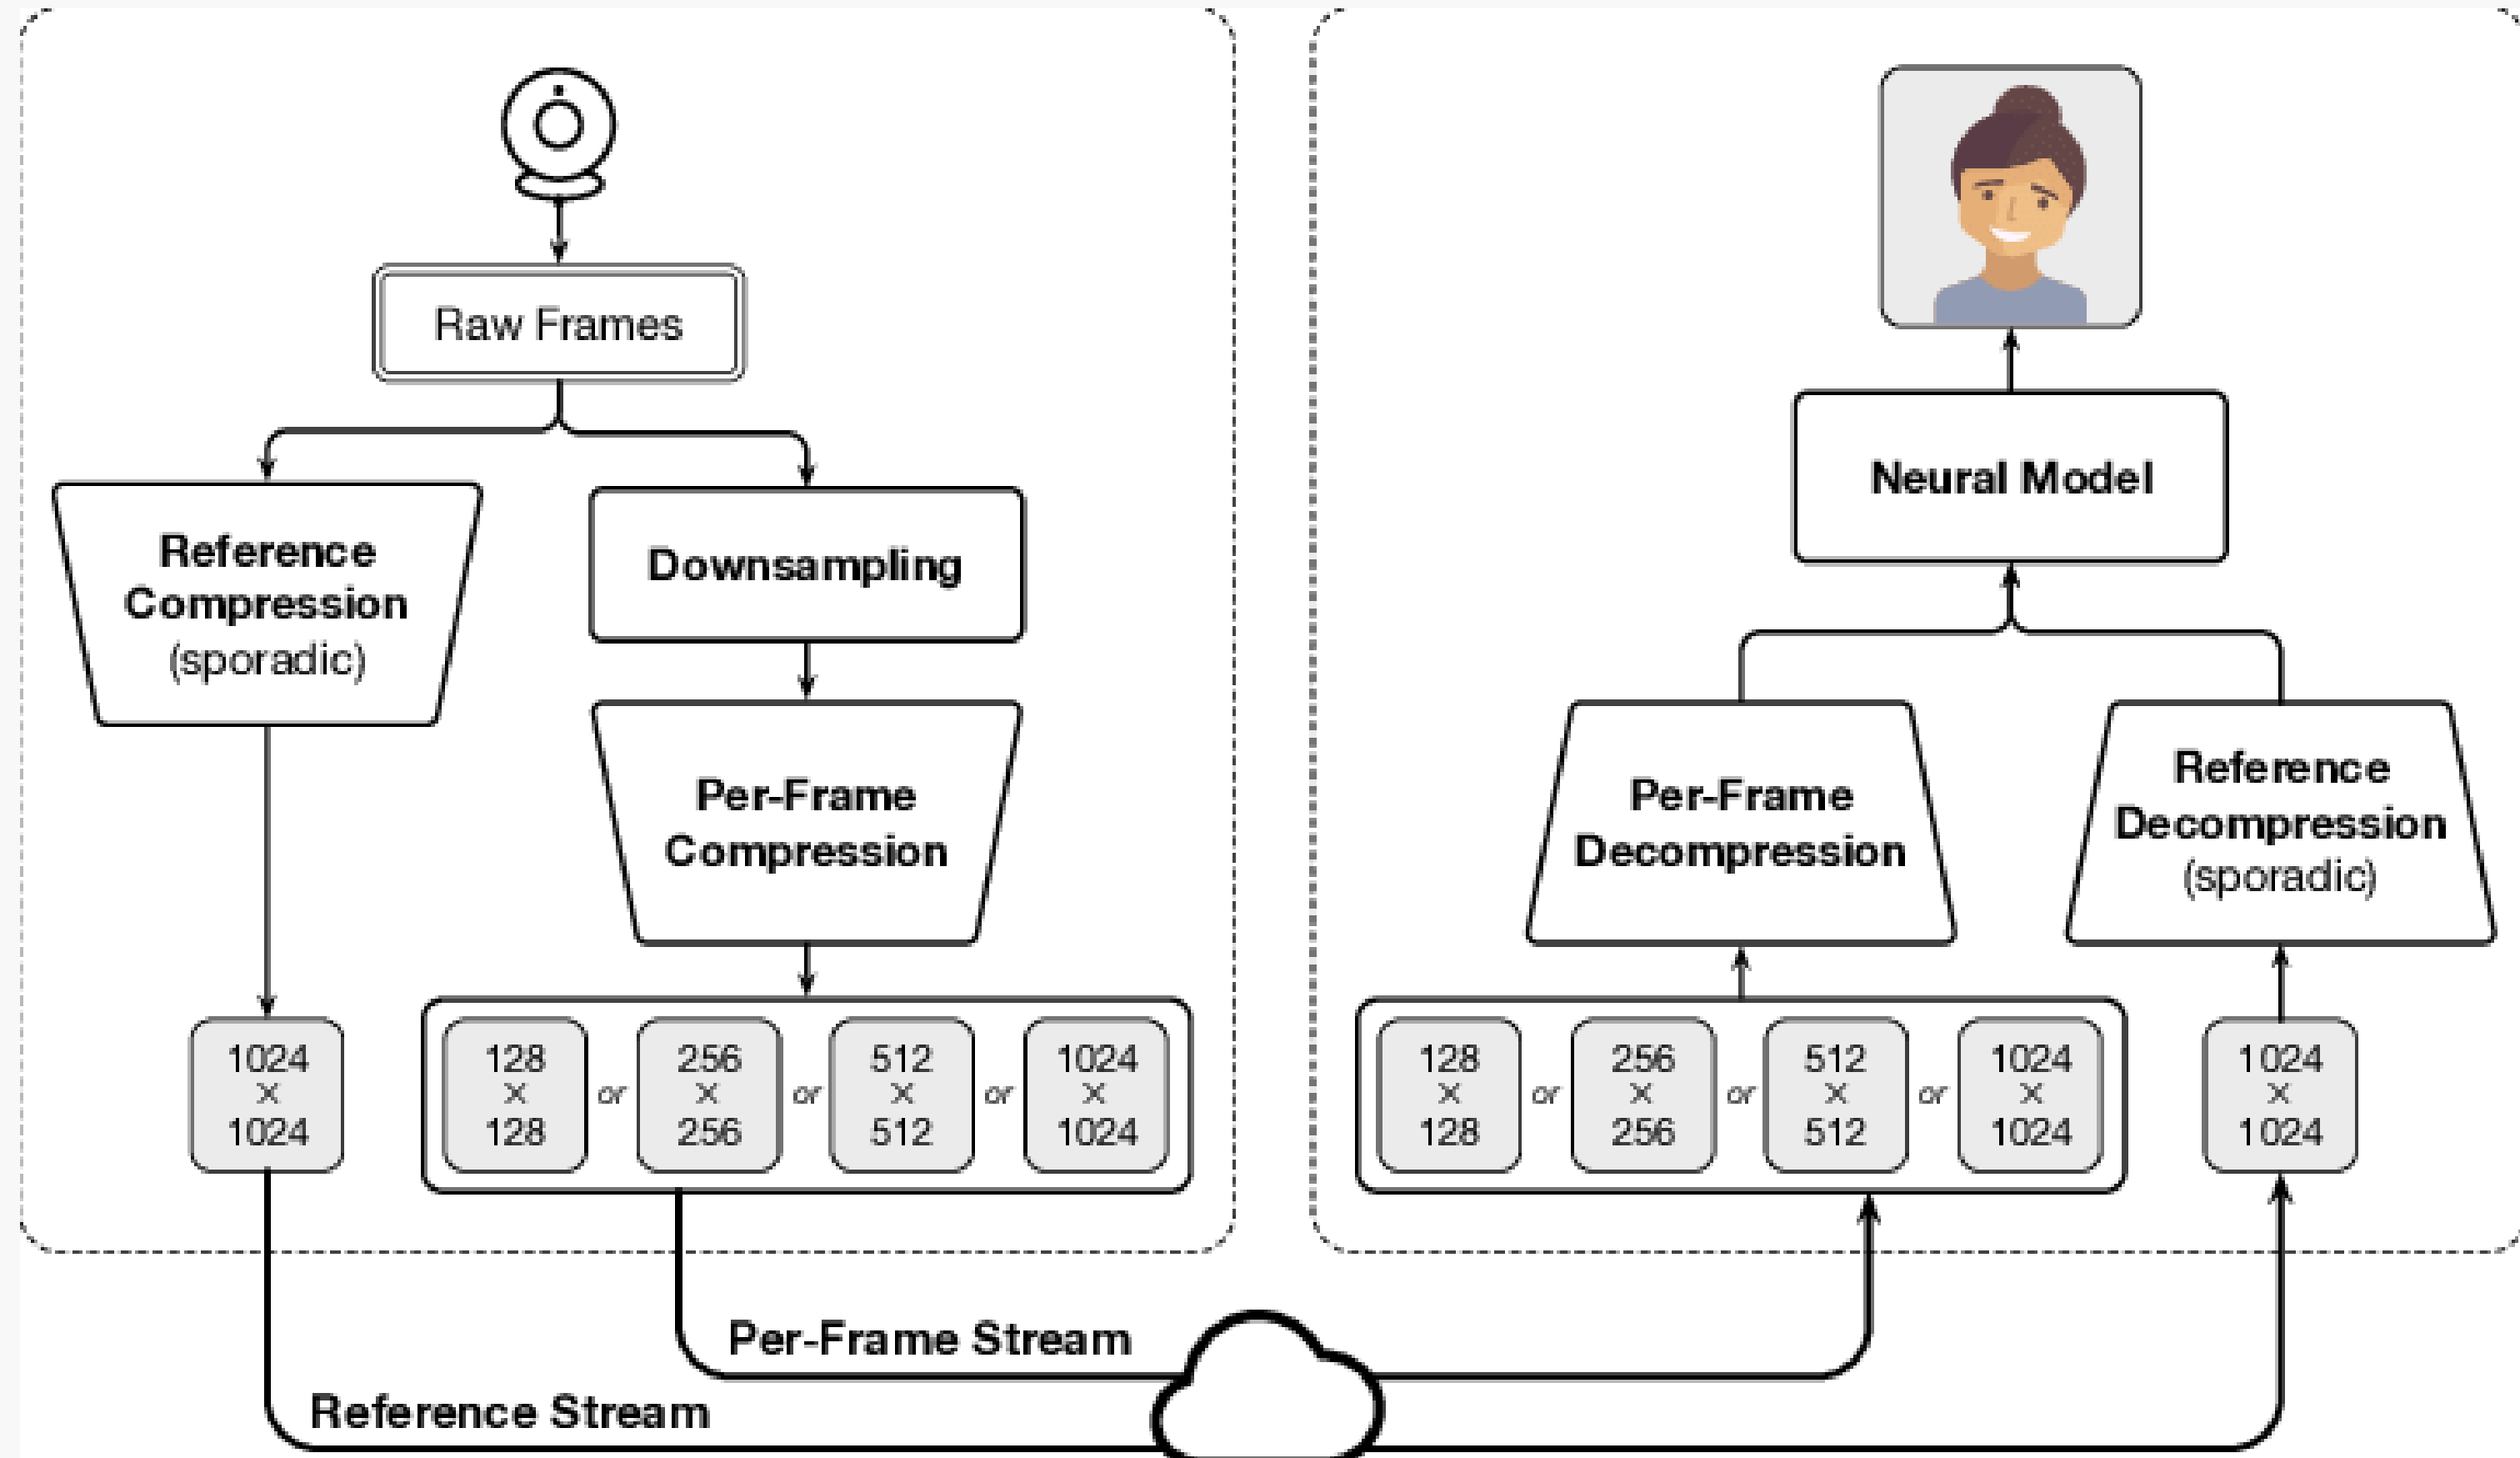 Raw Frames
Reference
Compression
(sporadic)
Downsampling
Per-Frame
Compression
1024
×
1024
128
×
128
or
256
×
256
or
512
×
512
or
1024
×
1024
Neural Model
Per-Frame
Decompression
Reference
Decompression
(sporadic)
128
×
128
or
256
×
256
or
512
×
512
or
1024
×
1024
1024
×
1024
Per-Frame Stream
Reference Stream